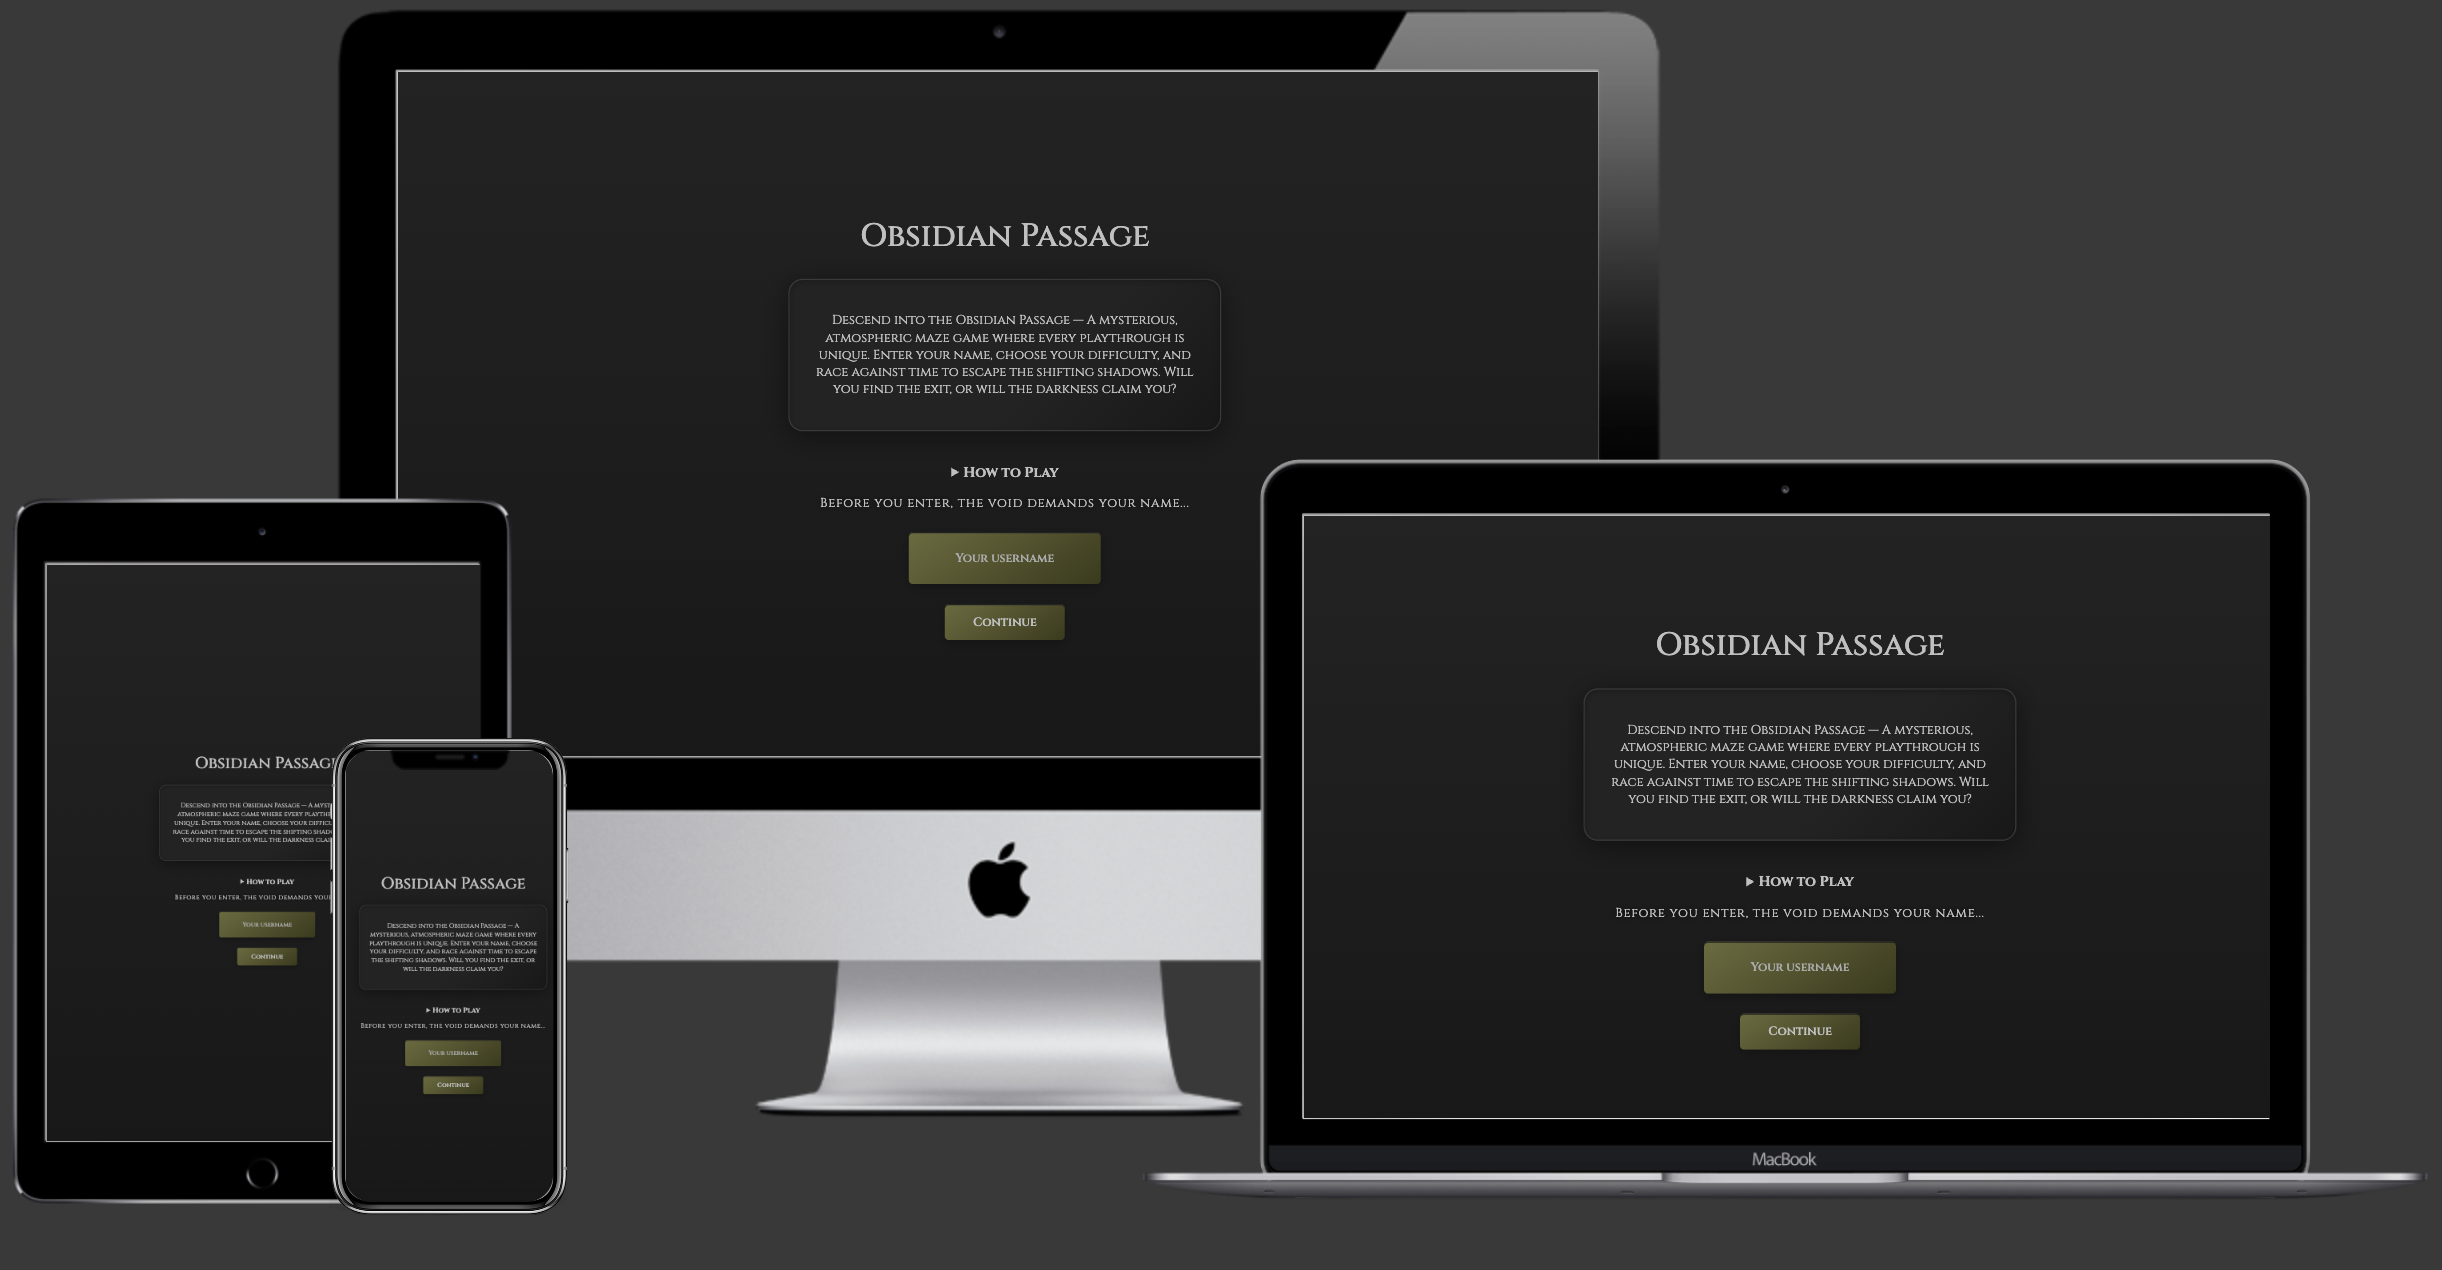 Obsidian Passage
Descend into the Obsidian Passage — A mysterious,
atmospheric maze game where every playthrough is
unique. Enter your name, choose your difficulty, and
race against time to escape the shifting shadows. Will
you find the exit, or will the darkness claim you?
▸ How to Play
Before you enter, the void demands your name...
Your username
Continue
Obsidian Passag
Descend into the Obsidian Passage — A myst
atmospheric maze game where every playth
unique. Enter your name, choose your difficu
race against time to escape the shifting shad
you find the exit, or will the darkness clai
▸ How to Play
Before you enter, the void demands you
Your username
Continue
Obsidian Passage
Descend into the Obsidian Passage — A
mysterious, atmospheric maze game where every
playthrough is unique. Enter your name, choose
your difficulty, and race against time to escape
the shifting shadows. Will you find the exit, or
will the darkness claim you?
▸ How to Play
Before you enter, the void demands your name...
Your username
Continue
Obsidian Passage
Descend into the Obsidian Passage — A mysterious,
atmospheric maze game where every playthrough is
unique. Enter your name, choose your difficulty, and
race against time to escape the shifting shadows. Will
you find the exit, or will the darkness claim you?
▸ How to Play
Before you enter, the void demands your name...
Your username
Continue
MacBook